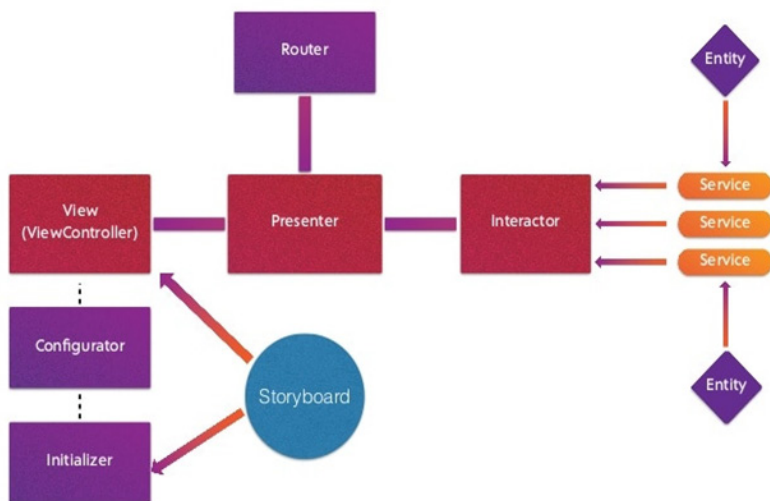 Router
Entity
View
(ViewController)
Presenter
Interactor
Service
Service
Service
Configurator
Storyboard
Entity
Initializer